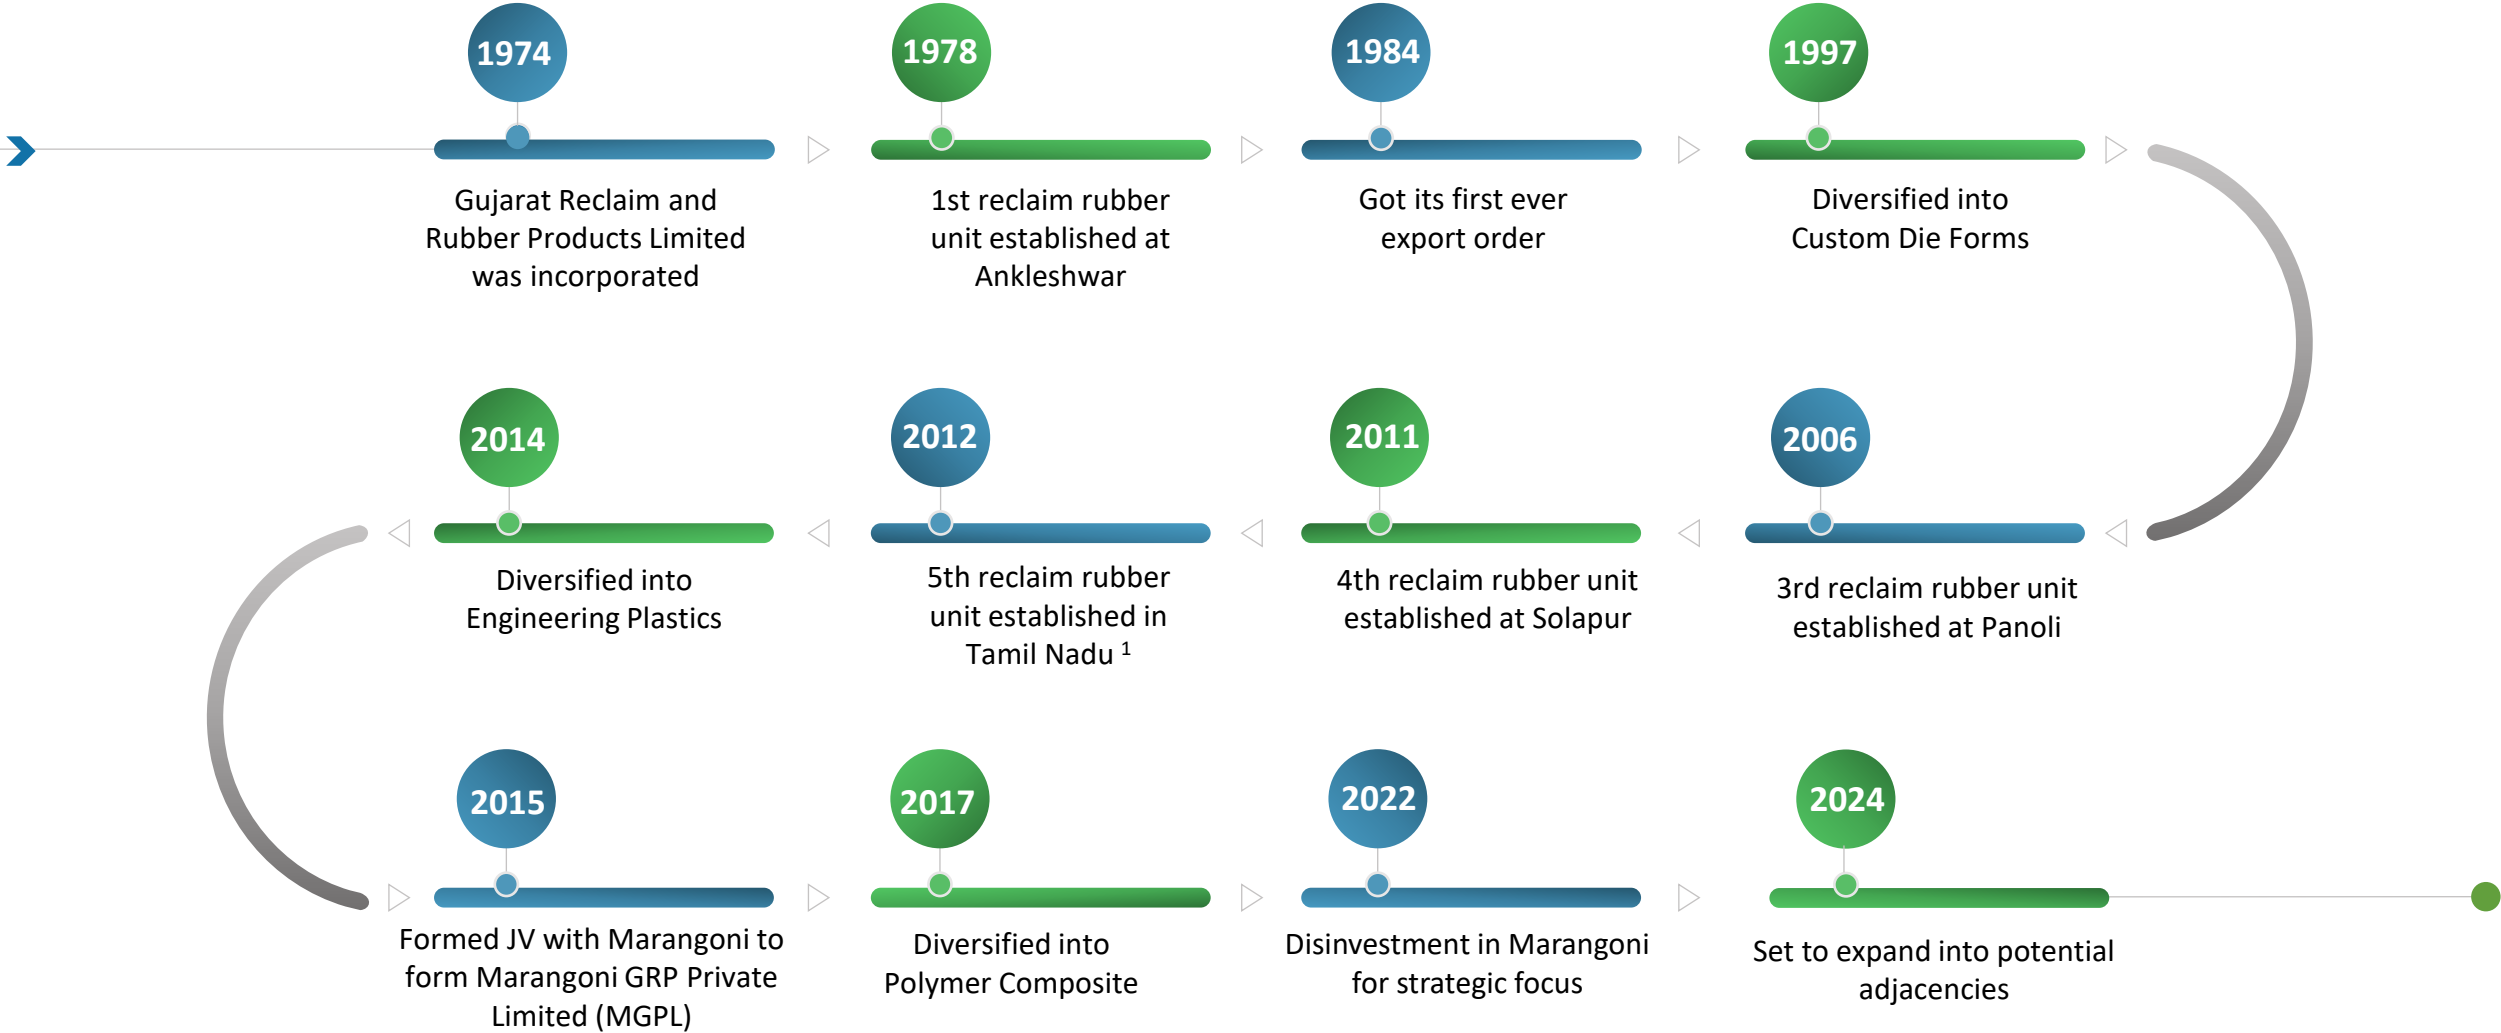 1974
Gujarat Reclaim and
Rubber Products Limited
was incorporated
1978
1st reclaim rubber
unit established at
Ankleshwar
1984
Got its first ever
export order
1997
Diversified into
Custom Die Forms
2006
3rd reclaim rubber unit
established at Panoli
2011
4th reclaim rubber unit
established at Solapur
2012
5th reclaim rubber
unit established in
Tamil Nadu ¹
2014
Diversified into
Engineering Plastics
2015
Formed JV with Marangoni to
form Marangoni GRP Private
Limited (MGPL)
2017
Diversified into
Polymer Composite
2022
Disinvestment in Marangoni
for strategic focus
2024
Set to expand into potential
adjacencies